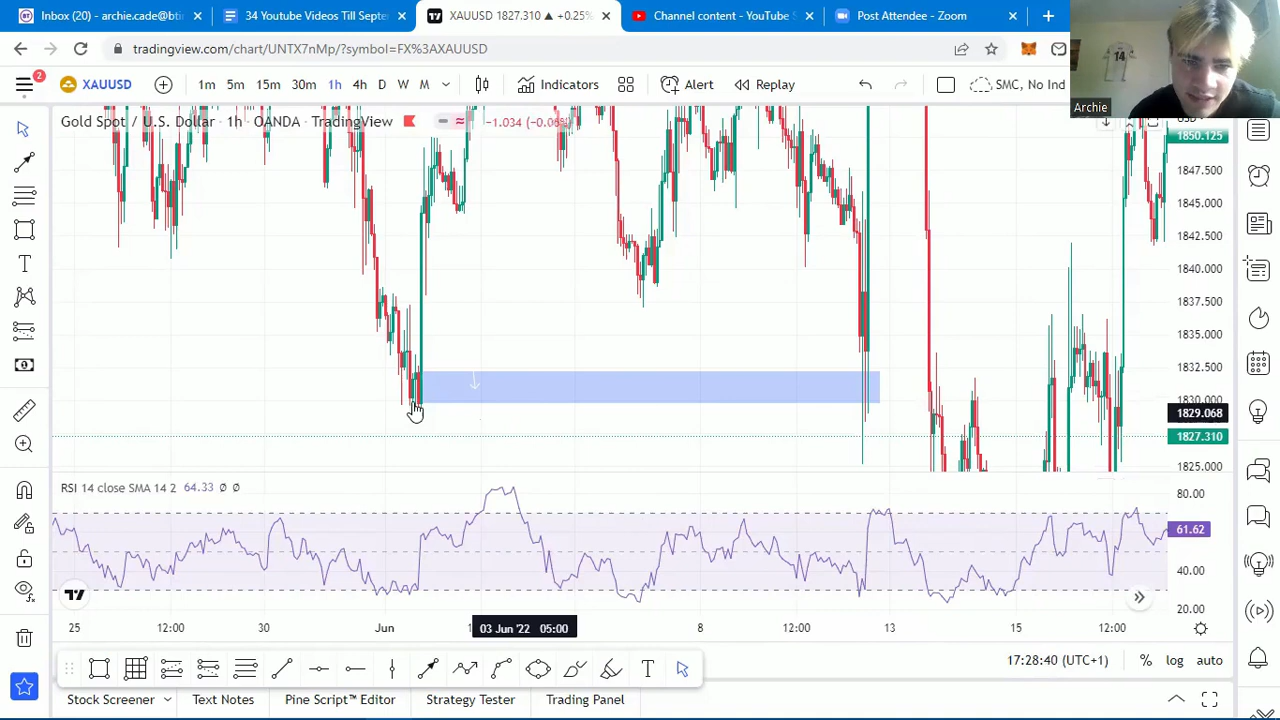 Inbox (20) - archie.cade@bti
34 Youtube Videos Till Septe
XAUUSD 1827.310 ▲ +0.25%
Channel content - YouTube S
Post Attendee - Zoom
tradingview.com/chart/UNTX7nMp/?symbol=FX%3AXAUUSD
2
XAUUSD
1m 5m 15m 30m 1h 4h D W M
Indicators
Alert
Replay
SMC, No Ind
14
Archie
Gold Spot / U.S. Dollar · 1h · OANDA · TradingView
−1.034 (−0.06%)
1850.125
1847.500
1845.000
1842.500
1840.000
1837.500
1835.000
1832.500
1830.000
1829.068
1827.310
1825.000
RSI 14 close SMA 14 2 64.33 Ø Ø
80.00
61.62
40.00
20.00
25 12:00 30 Jun 03 Jun '22 05:00 8 12:00 13 15 12:00
17:28:40 (UTC+1)
% log auto
Stock Screener
Text Notes
Pine Script™ Editor
Strategy Tester
Trading Panel